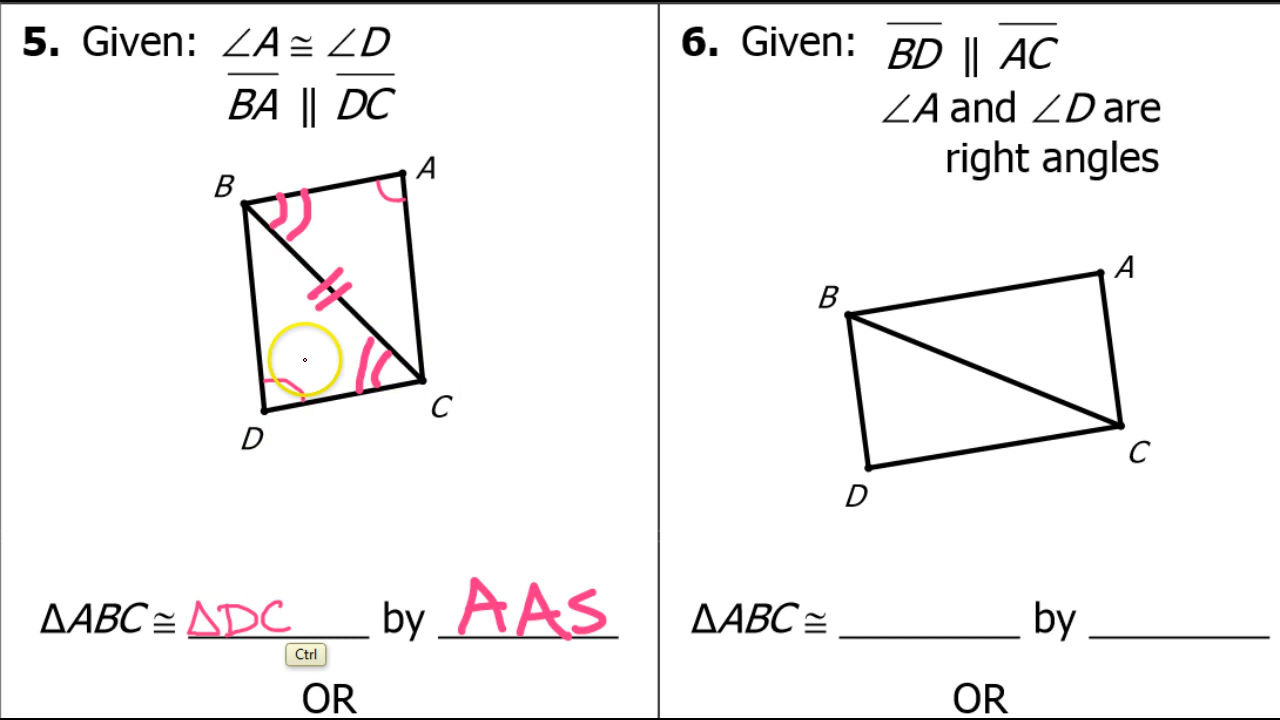 5. Given: ∠A ≅ ∠D
BA || DC
B
A
C
D
ΔABC ≅ ΔDC by AAS
Ctrl
OR
6. Given: BD || AC
∠A and ∠D are
right angles
A
B
C
D
ΔABC ≅ by
OR